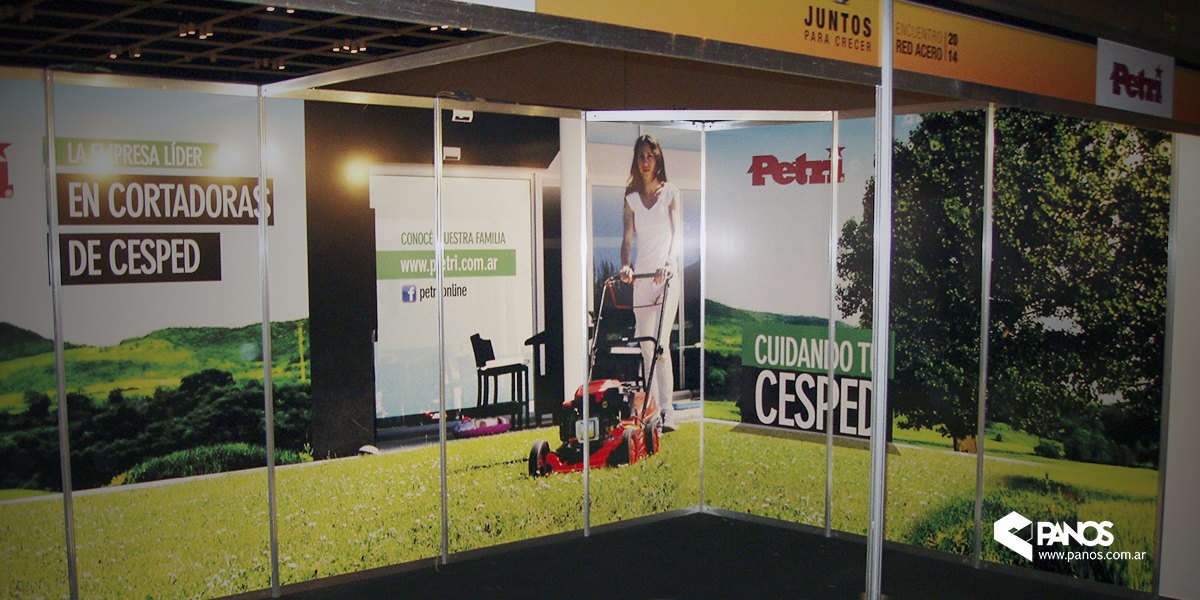 JUNTOS
PARA CRECER
ENCUENTRO
RED ACERO
20
14
Petri
LA EMPRESA LÍDER
EN CORTADORAS
DE CESPED
CONOCÉ NUESTRA FAMILIA
www.petri.com.ar
petrionline
Petri
CUIDANDO TU
CESPED
PANOS
www.panos.com.ar